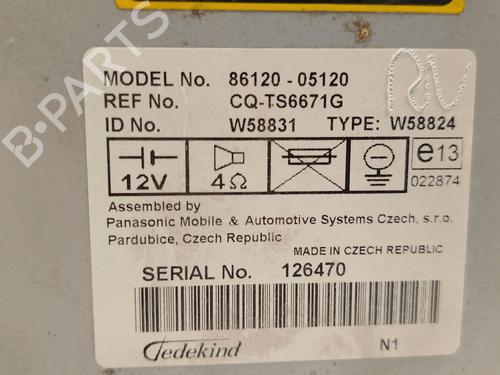 MODEL No. 86120 - 05120
REF No. CQ-TS6671G
ID No. W58831 TYPE: W58824
12V
4Ω
e13
022874
Assembled by
Panasonic Mobile & Automotive Systems Czech, s.r.o.
Pardubice, Czech Republic
MADE IN CZECH REPUBLIC
SERIAL No. 126470
Tedekind
N1
B-PARTS